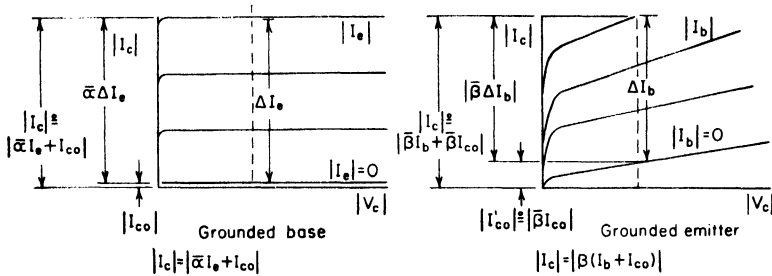 |I_c|
|I_e|
ᾱΔI_e
ΔI_e
|I_c| ≗
|ᾱI_e + I_co|
|I_e|=0
|I_co|
|V_c|
Grounded base
|I_c|=|ᾱI_e + I_co|
|I_c|
|I_b|
|β̄ΔI_b|
ΔI_b
|I_c| ≗
|β̄I_b + β̄I_co|
|I_b|=0
|I'_co| ≗ |β̄I_co|
|V_c|
Grounded emitter
|I_c|=|β(I_b + I_co)|